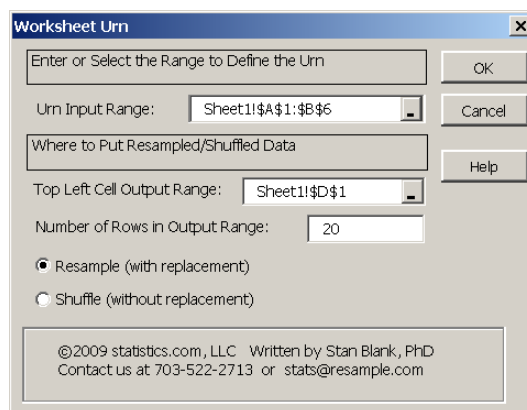 Worksheet Urn
Enter or Select the Range to Define the Urn
OK
Urn Input Range: Sheet1!$A$1:$B$6
Cancel
Where to Put Resampled/Shuffled Data
Help
Top Left Cell Output Range: Sheet1!$D$1
Number of Rows in Output Range: 20
Resample (with replacement)
Shuffle (without replacement)
©2009 statistics.com, LLC Written by Stan Blank, PhD
Contact us at 703-522-2713 or stats@resample.com